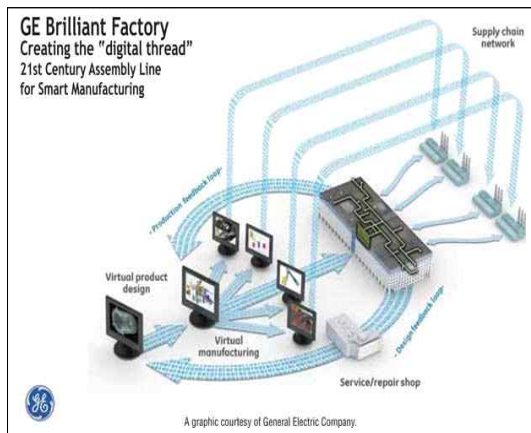 GE Brilliant Factory
Creating the “digital thread”
21st Century Assembly Line
for Smart Manufacturing
Supply chain
network
- Production feedback loop-
Virtual product
design
Virtual
manufacturing
- Design feedback loop-
Service/repair shop
GE
A graphic courtesy of General Electric Company.